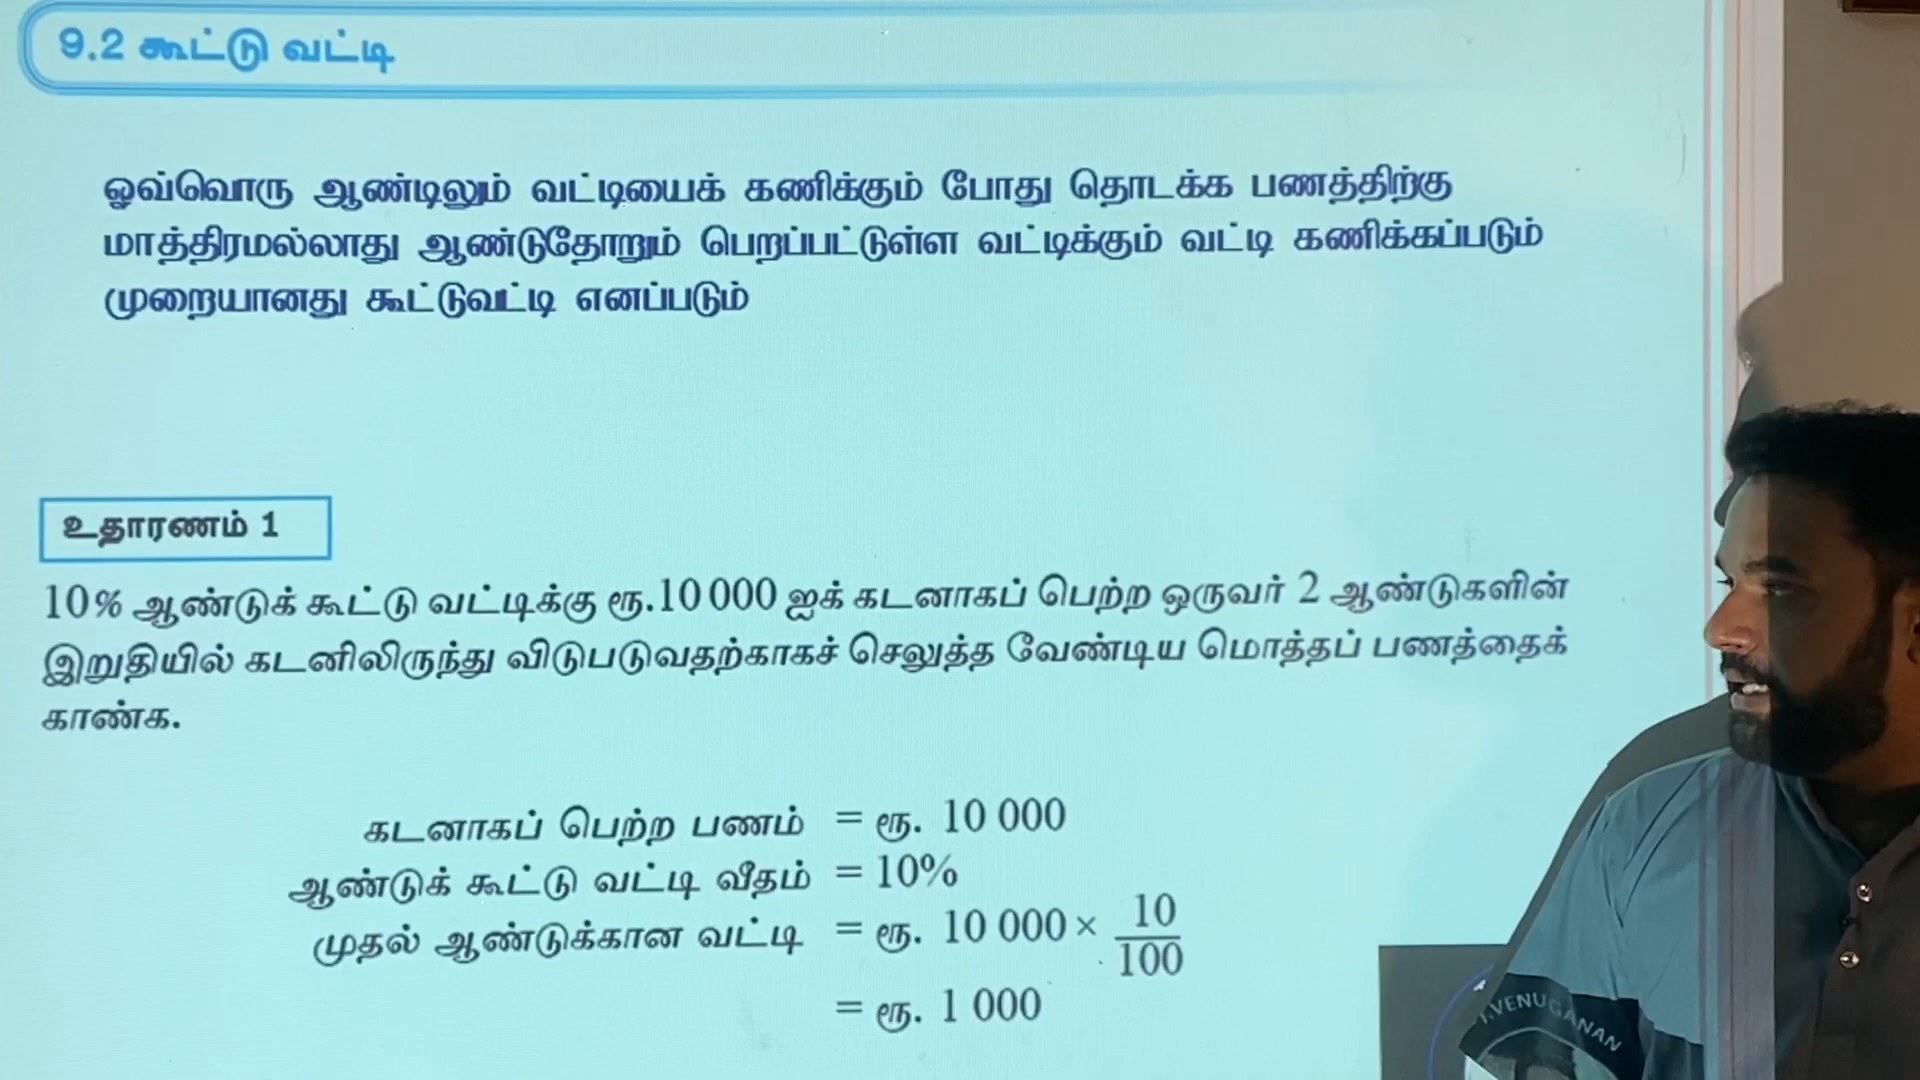 9.2 கூட்டு வட்டி
ஒவ்வொரு ஆண்டிலும் வட்டியைக் கணிக்கும் போது தொடக்க பணத்திற்கு
மாத்திரமல்லாது ஆண்டுதோறும் பெறப்பட்டுள்ள வட்டிக்கும் வட்டி கணிக்கப்படும்
முறையானது கூட்டுவட்டி எனப்படும்
உதாரணம் 1
10% ஆண்டுக் கூட்டு வட்டிக்கு ரூ.10 000 ஐக் கடனாகப் பெற்ற ஒருவர் 2 ஆண்டுகளின்
இறுதியில் கடனிலிருந்து விடுபடுவதற்காகச் செலுத்த வேண்டிய மொத்தப் பணத்தைக்
காண்க.
கடனாகப் பெற்ற பணம் = ரூ. 10 000
ஆண்டுக் கூட்டு வட்டி வீதம் = 10%
முதல் ஆண்டுக்கான வட்டி = ரூ. 10 000 × 10/100
= ரூ. 1 000
VENUGANAN